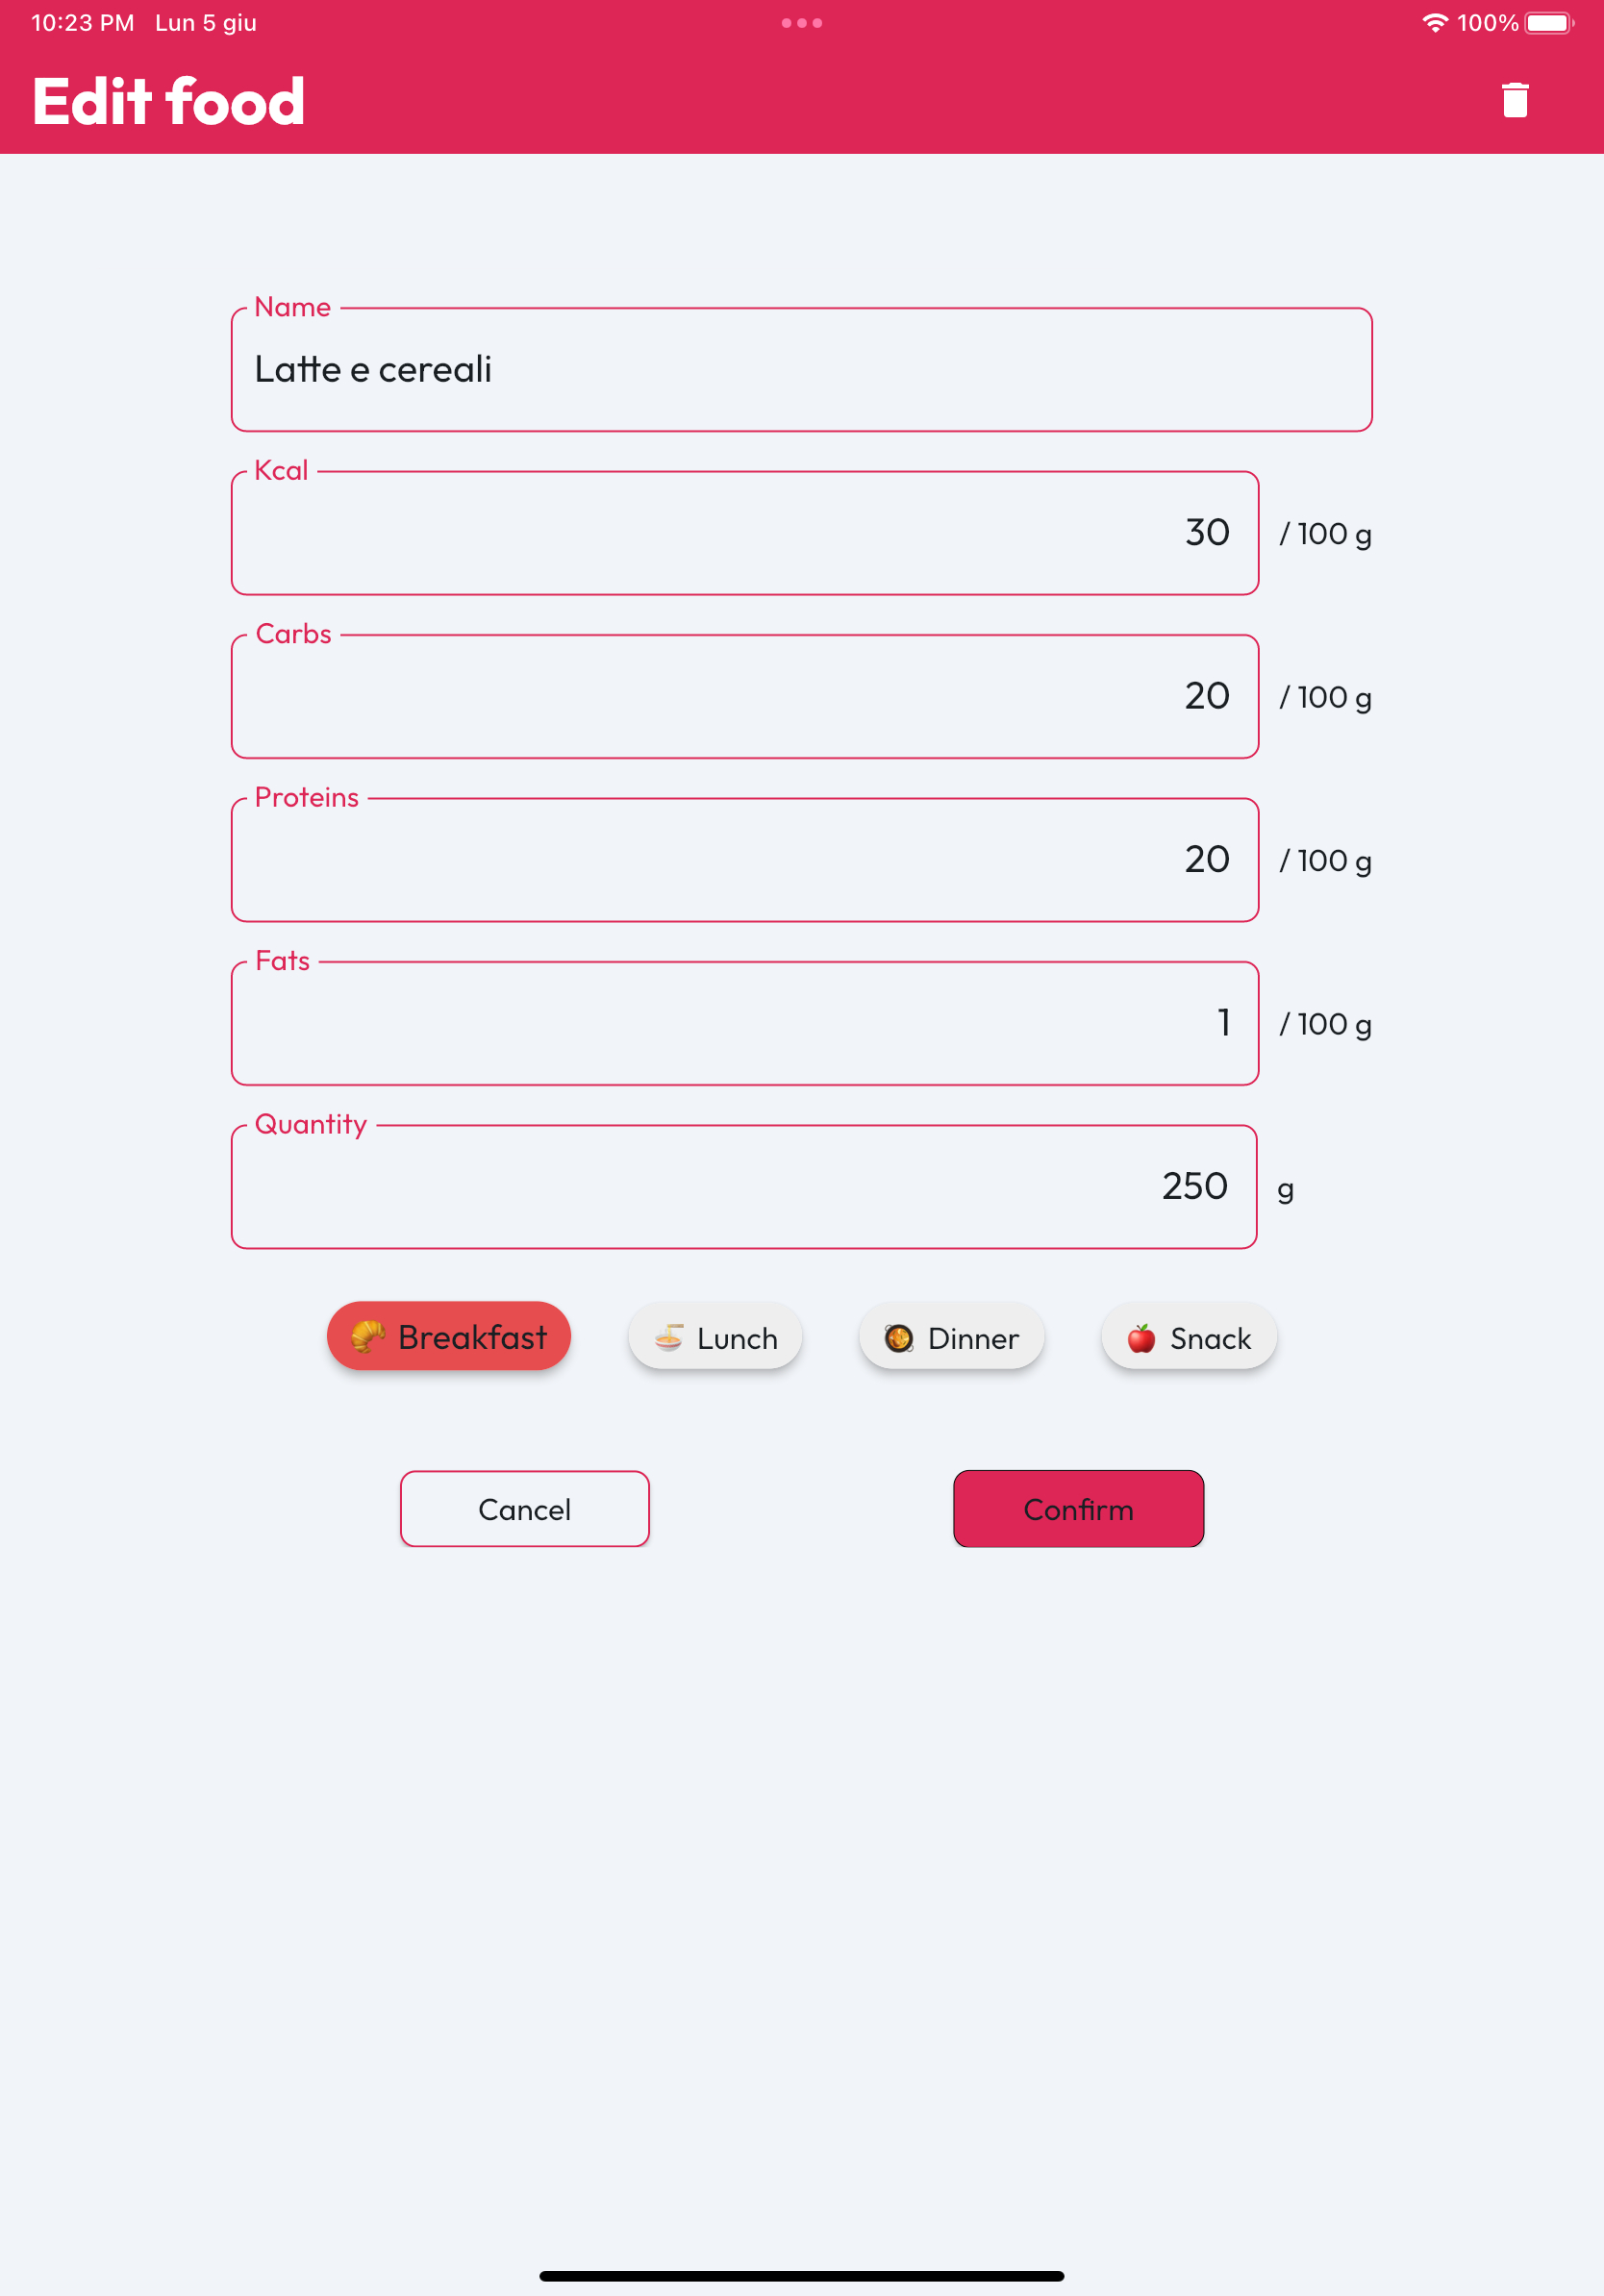 10:23 PM Lun 5 giu 100%
Edit food
Name
Latte e cereali
Kcal
30 / 100 g
Carbs
20 / 100 g
Proteins
20 / 100 g
Fats
1 / 100 g
Quantity
250 g
Breakfast Lunch Dinner Snack
Cancel Confirm